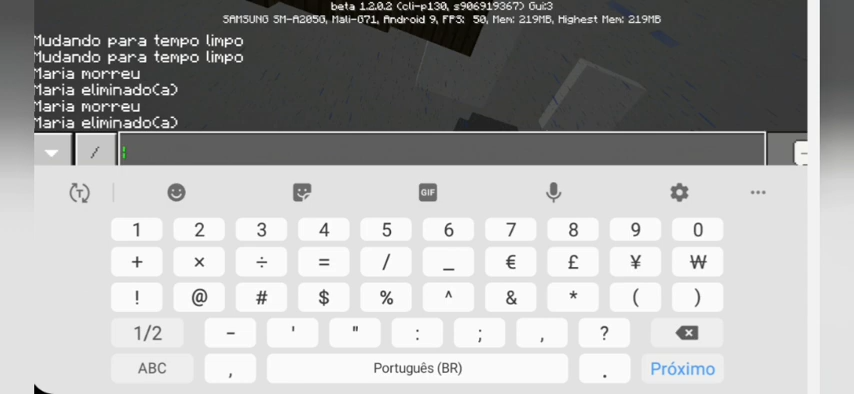 beta 1.2.0.2 (cli-p130, s906919367) Gui:3
SAMSUNG SM-A205G, Mali-G71, Android 9, FPS: 50, Mem: 219MB, Highest Mem: 219MB
Mudando para tempo limpo
Mudando para tempo limpo
Maria morreu
Maria eliminado(a)
Maria morreu
Maria eliminado(a)
/
T GIF
1 2 3 4 5 6 7 8 9 0
+ × ÷ = / _ € £ ¥ ₩
! @ # $ % ^ & * ( )
1/2 - ' " : ; , ?
ABC , Português (BR) . Próximo